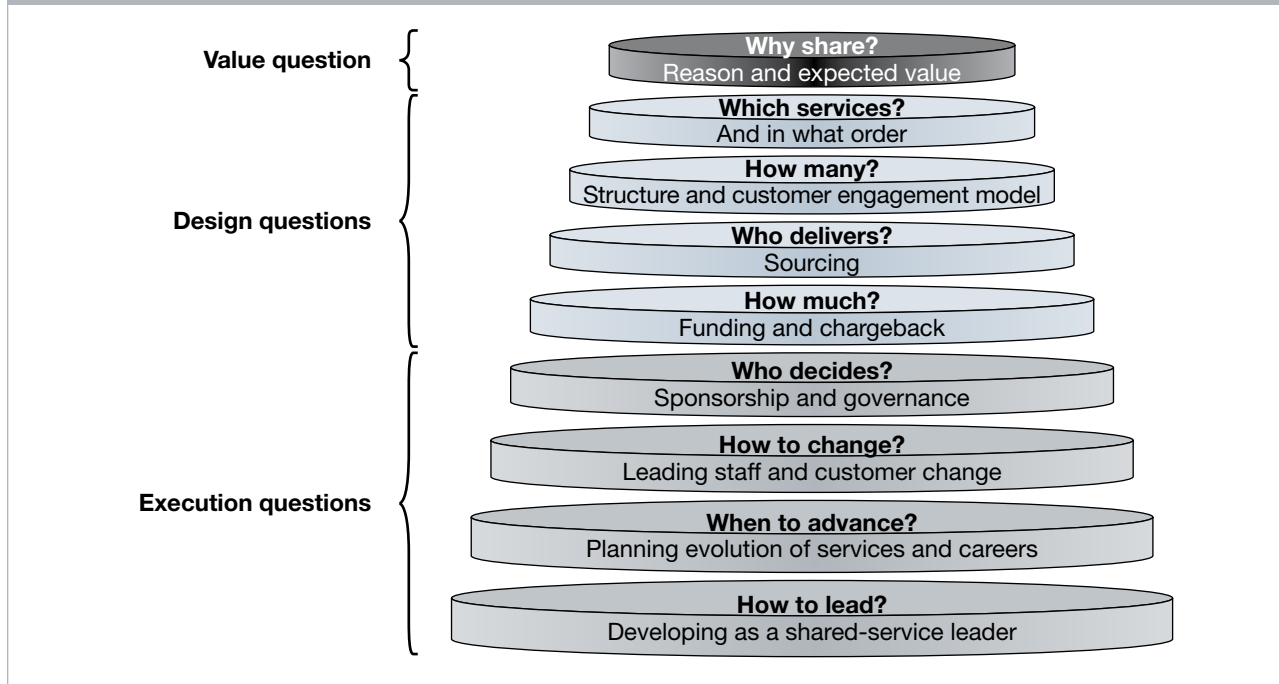 Value question
Why share?
Reason and expected value
Design questions
Which services?
And in what order
How many?
Structure and customer engagement model
Who delivers?
Sourcing
How much?
Funding and chargeback
Execution questions
Who decides?
Sponsorship and governance
How to change?
Leading staff and customer change
When to advance?
Planning evolution of services and careers
How to lead?
Developing as a shared-service leader